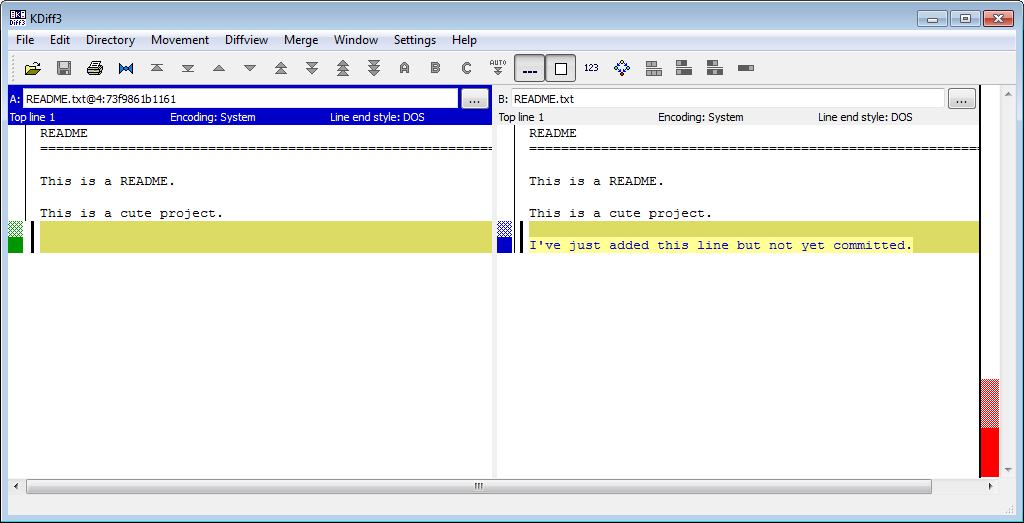 KDiff3
File Edit Directory Movement Diffview Merge Window Settings Help
A B C AUTO 123
A: README.txt@4:73f9861b1161 ...
Top line 1 Encoding: System Line end style: DOS
README
=========================================================
This is a README.
This is a cute project.
B: README.txt ...
Top line 1 Encoding: System Line end style: DOS
README
=========================================================
This is a README.
This is a cute project.
I've just added this line but not yet committed.